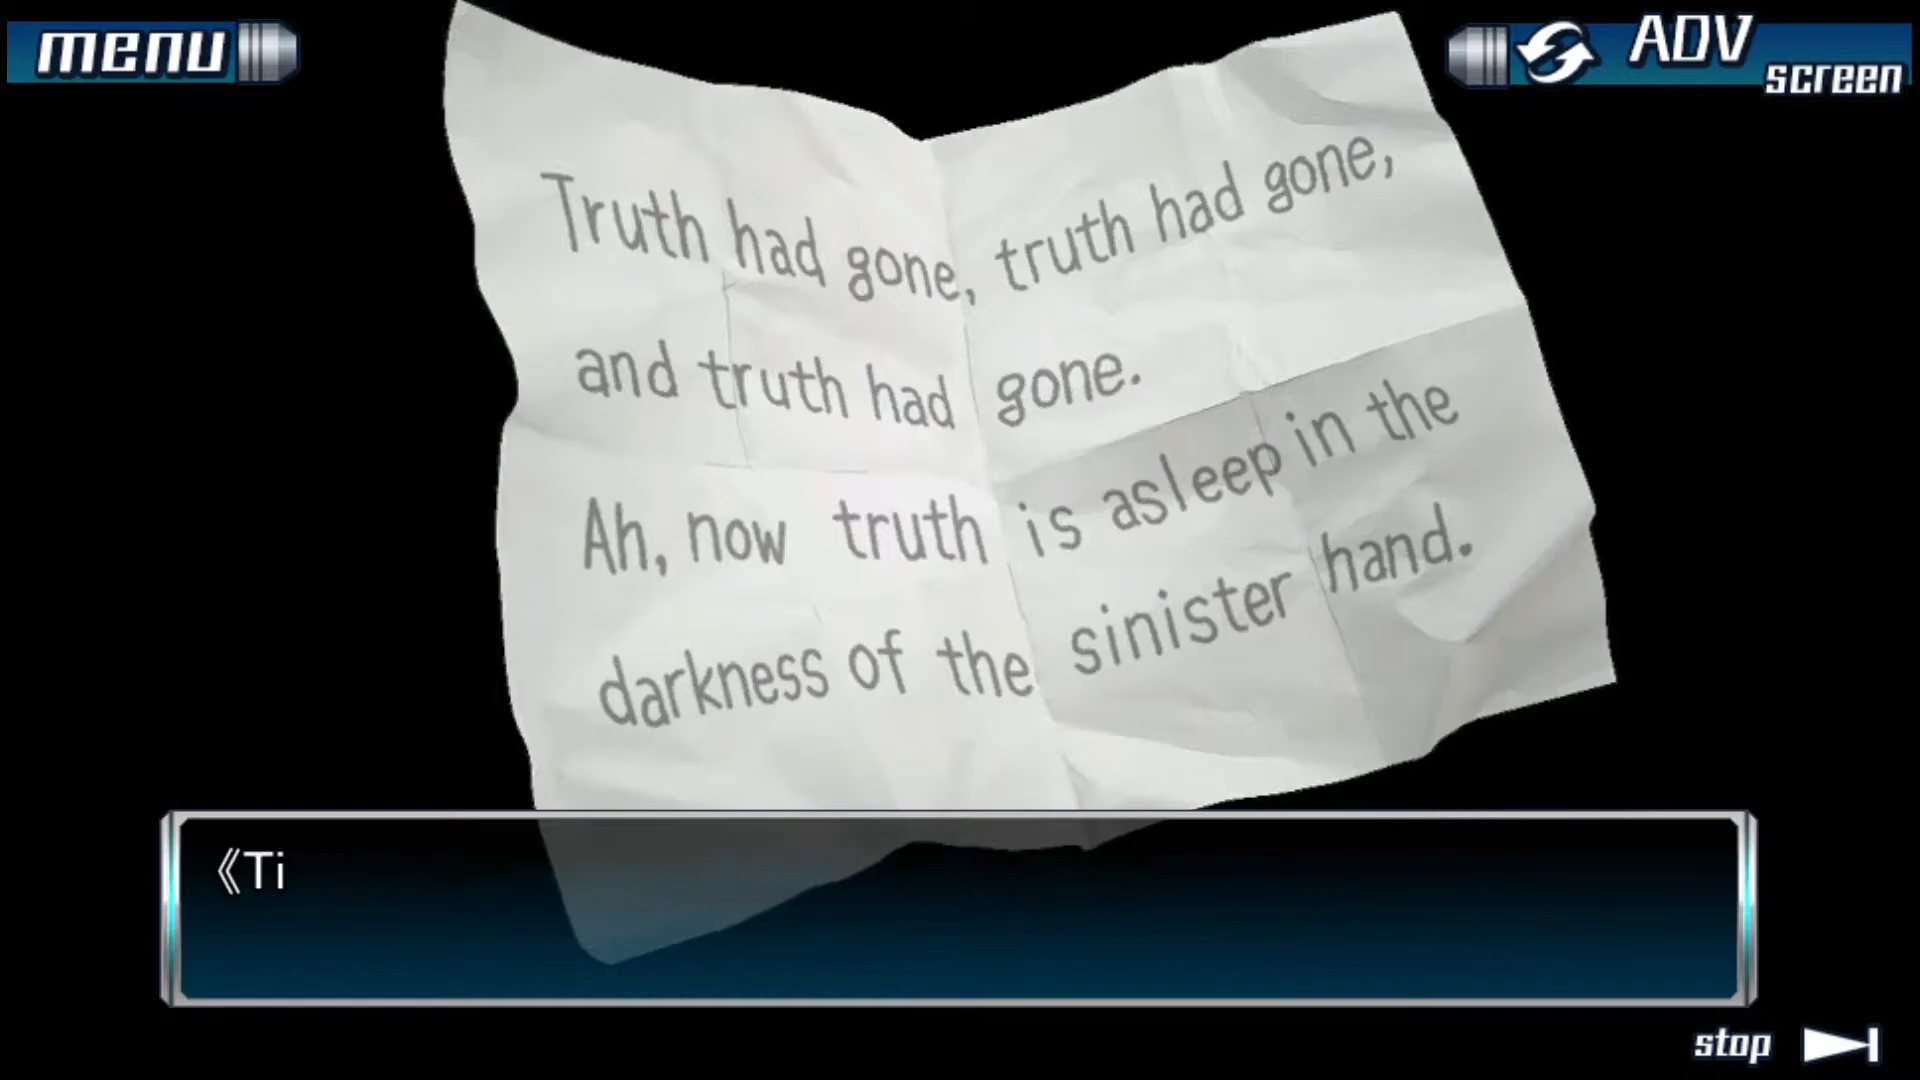 menu
ADV
screen
Truth had gone, truth had gone,
and truth had gone.
Ah, now truth is asleep in the
darkness of the sinister hand.
《Ti
stop